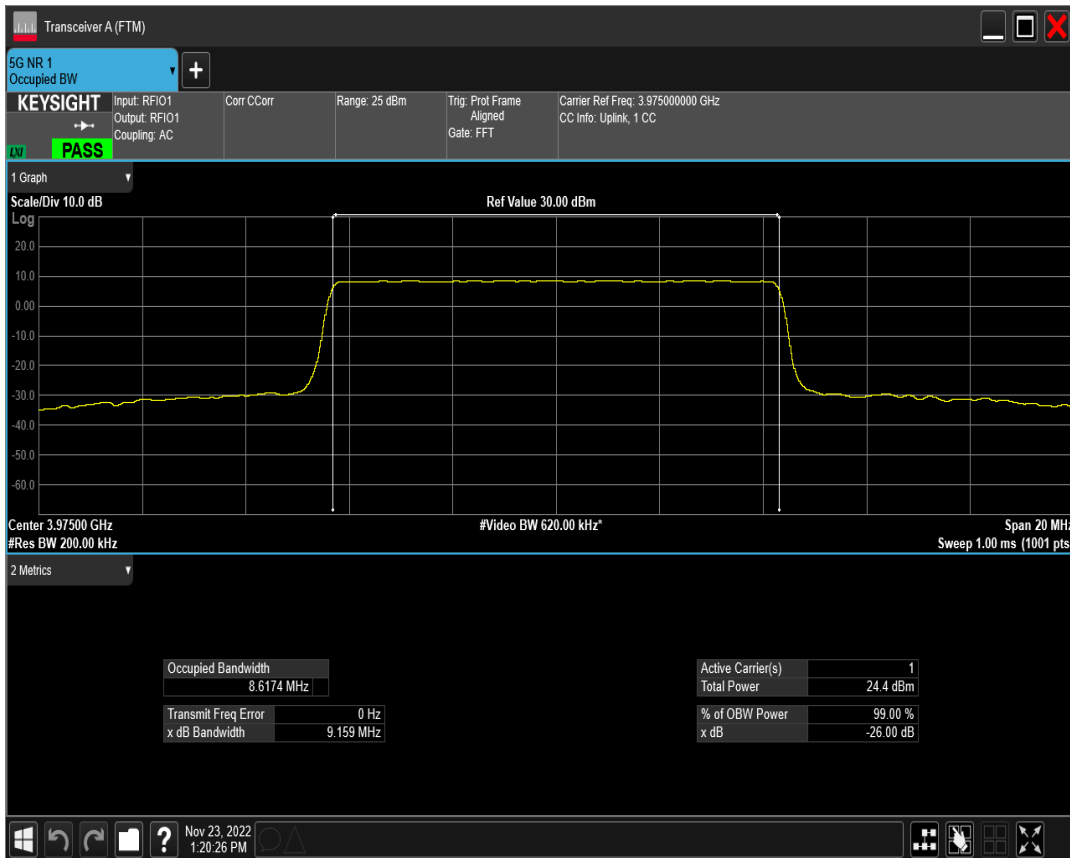 Transceiver A (FTM)
5G NR 1
Occupied BW
KEYSIGHT
LXI
PASS
Input: RFIO1
Output: RFIO1
Coupling: AC
Corr CCorr
Range: 25 dBm
Trig: Prot Frame
Aligned
Gate: FFT
Carrier Ref Freq: 3.975000000 GHz
CC Info: Uplink, 1 CC
1 Graph
Scale/Div 10.0 dB
Ref Value 30.00 dBm
Log
20.0
10.0
0.00
-10.0
-20.0
-30.0
-40.0
-50.0
-60.0
Center 3.97500 GHz
#Video BW 620.00 kHz*
Span 20 MHz
#Res BW 200.00 kHz
Sweep 1.00 ms (1001 pts
2 Metrics
Occupied Bandwidth
8.6174 MHz
Transmit Freq Error 0 Hz
x dB Bandwidth 9.159 MHz
Active Carrier(s) 1
Total Power 24.4 dBm
% of OBW Power 99.00 %
x dB -26.00 dB
Nov 23, 2022
1:20:26 PM